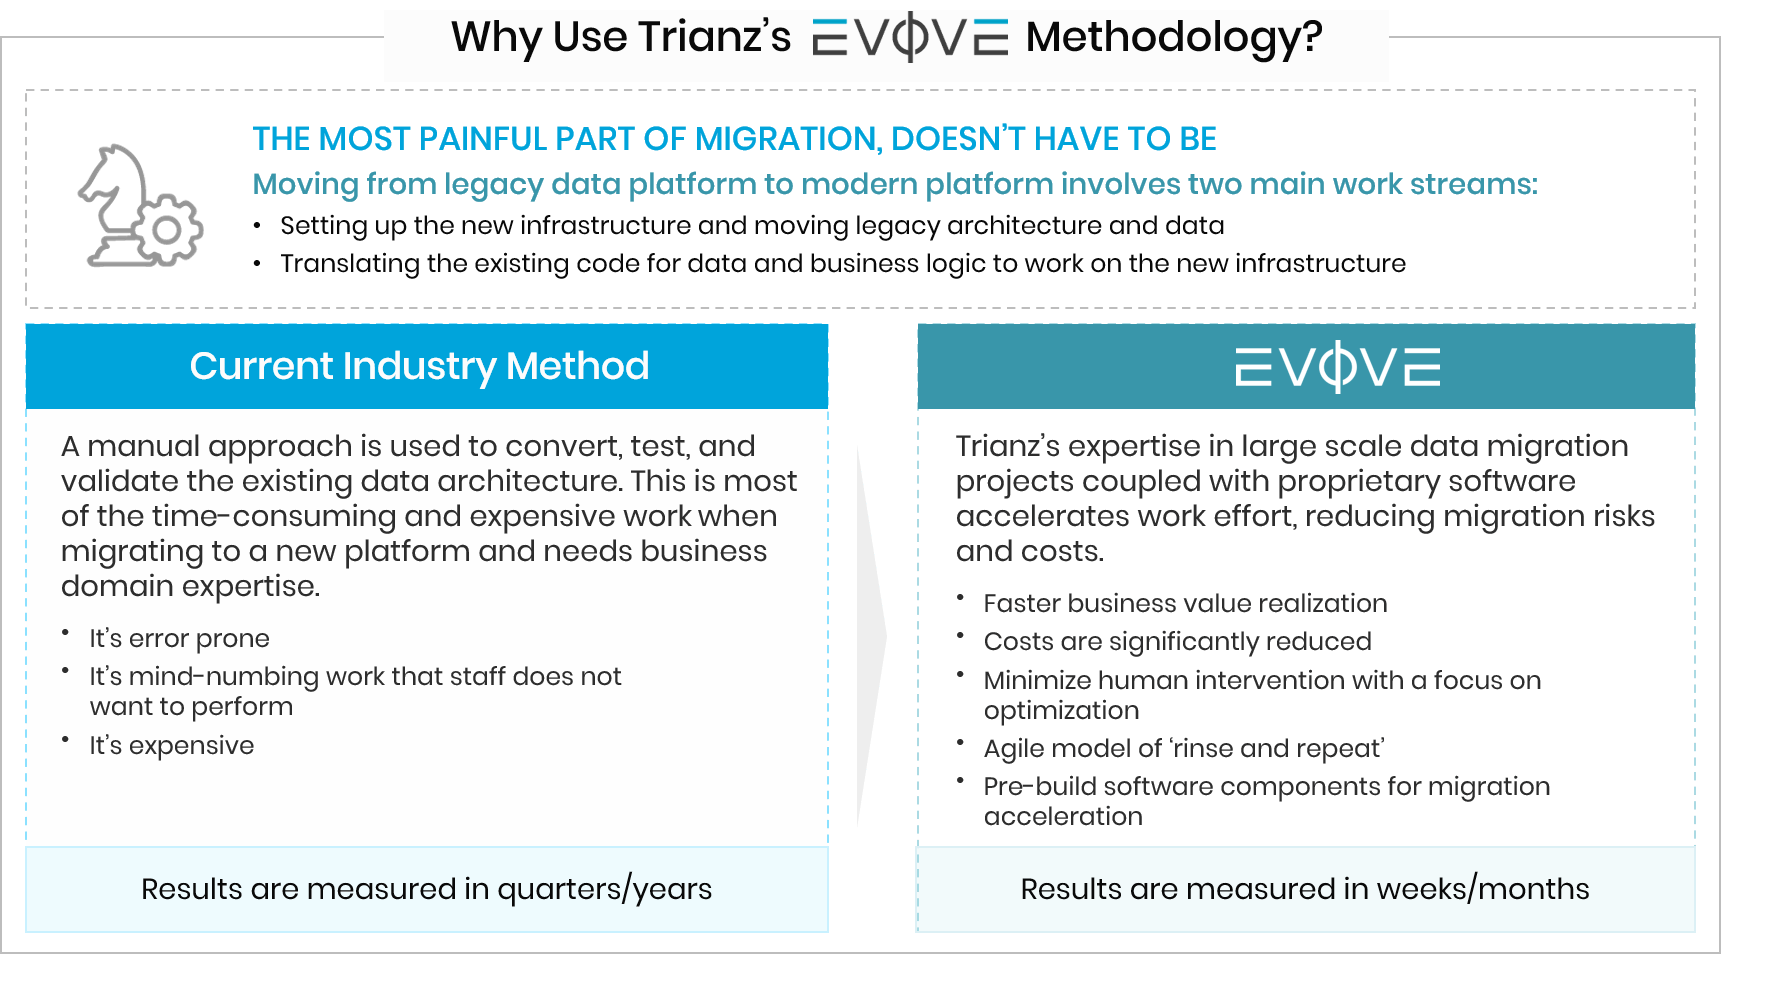 Why Use Trianz’s EVOVE Methodology?
THE MOST PAINFUL PART OF MIGRATION, DOESN’T HAVE TO BE
Moving from legacy data platform to modern platform involves two main work streams:
• Setting up the new infrastructure and moving legacy architecture and data
• Translating the existing code for data and business logic to work on the new infrastructure
Current Industry Method
A manual approach is used to convert, test, and
validate the existing data architecture. This is most
of the time-consuming and expensive work when
migrating to a new platform and needs business
domain expertise.
• It’s error prone
• It’s mind-numbing work that staff does not
want to perform
• It’s expensive
Results are measured in quarters/years
EVOVE
Trianz’s expertise in large scale data migration
projects coupled with proprietary software
accelerates work effort, reducing migration risks
and costs.
• Faster business value realization
• Costs are significantly reduced
• Minimize human intervention with a focus on
optimization
• Agile model of ‘rinse and repeat’
• Pre-build software components for migration
acceleration
Results are measured in weeks/months